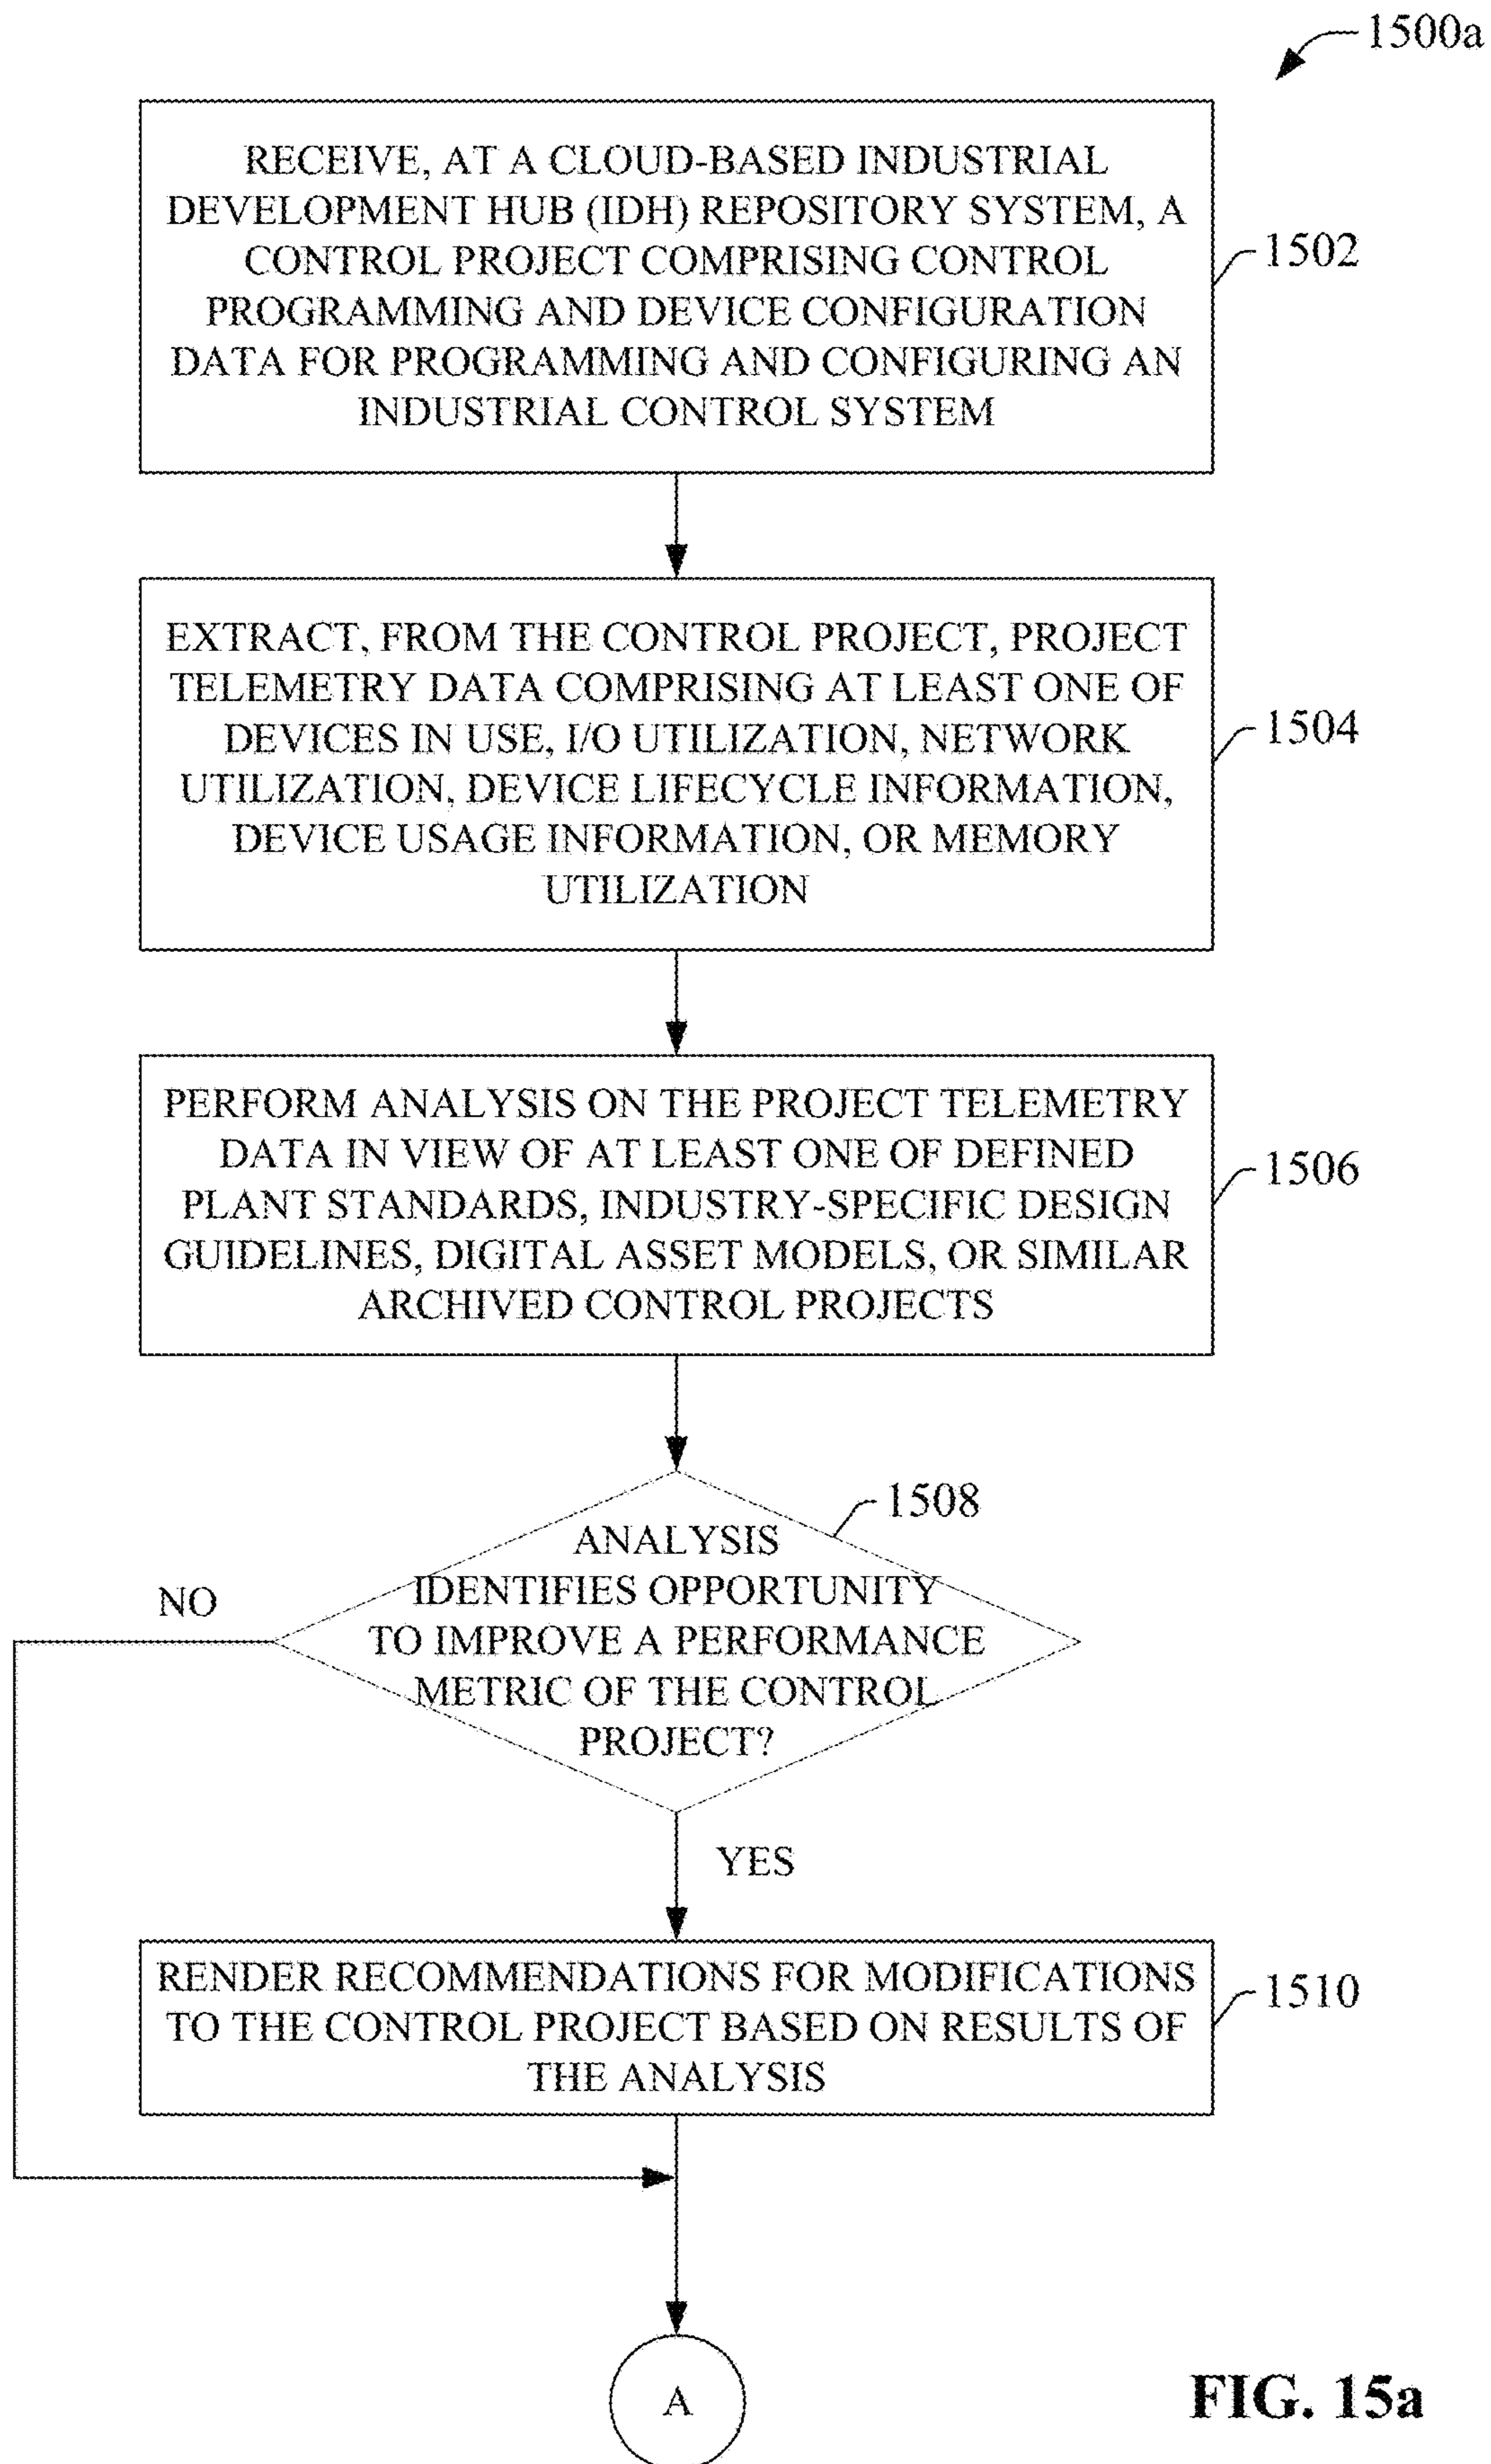 1500a
RECEIVE, AT A CLOUD-BASED INDUSTRIAL
DEVELOPMENT HUB (IDH) REPOSITORY SYSTEM, A
CONTROL PROJECT COMPRISING CONTROL
PROGRAMMING AND DEVICE CONFIGURATION
DATA FOR PROGRAMMING AND CONFIGURING AN
INDUSTRIAL CONTROL SYSTEM
1502
EXTRACT, FROM THE CONTROL PROJECT, PROJECT
TELEMETRY DATA COMPRISING AT LEAST ONE OF
DEVICES IN USE, I/O UTILIZATION, NETWORK
UTILIZATION, DEVICE LIFECYCLE INFORMATION,
DEVICE USAGE INFORMATION, OR MEMORY
UTILIZATION
1504
PERFORM ANALYSIS ON THE PROJECT TELEMETRY
DATA IN VIEW OF AT LEAST ONE OF DEFINED
PLANT STANDARDS, INDUSTRY-SPECIFIC DESIGN
GUIDELINES, DIGITAL ASSET MODELS, OR SIMILAR
ARCHIVED CONTROL PROJECTS
1506
1508
ANALYSIS
IDENTIFIES OPPORTUNITY
TO IMPROVE A PERFORMANCE
METRIC OF THE CONTROL
PROJECT?
NO
YES
RENDER RECOMMENDATIONS FOR MODIFICATIONS
TO THE CONTROL PROJECT BASED ON RESULTS OF
THE ANALYSIS
1510
A
FIG. 15a